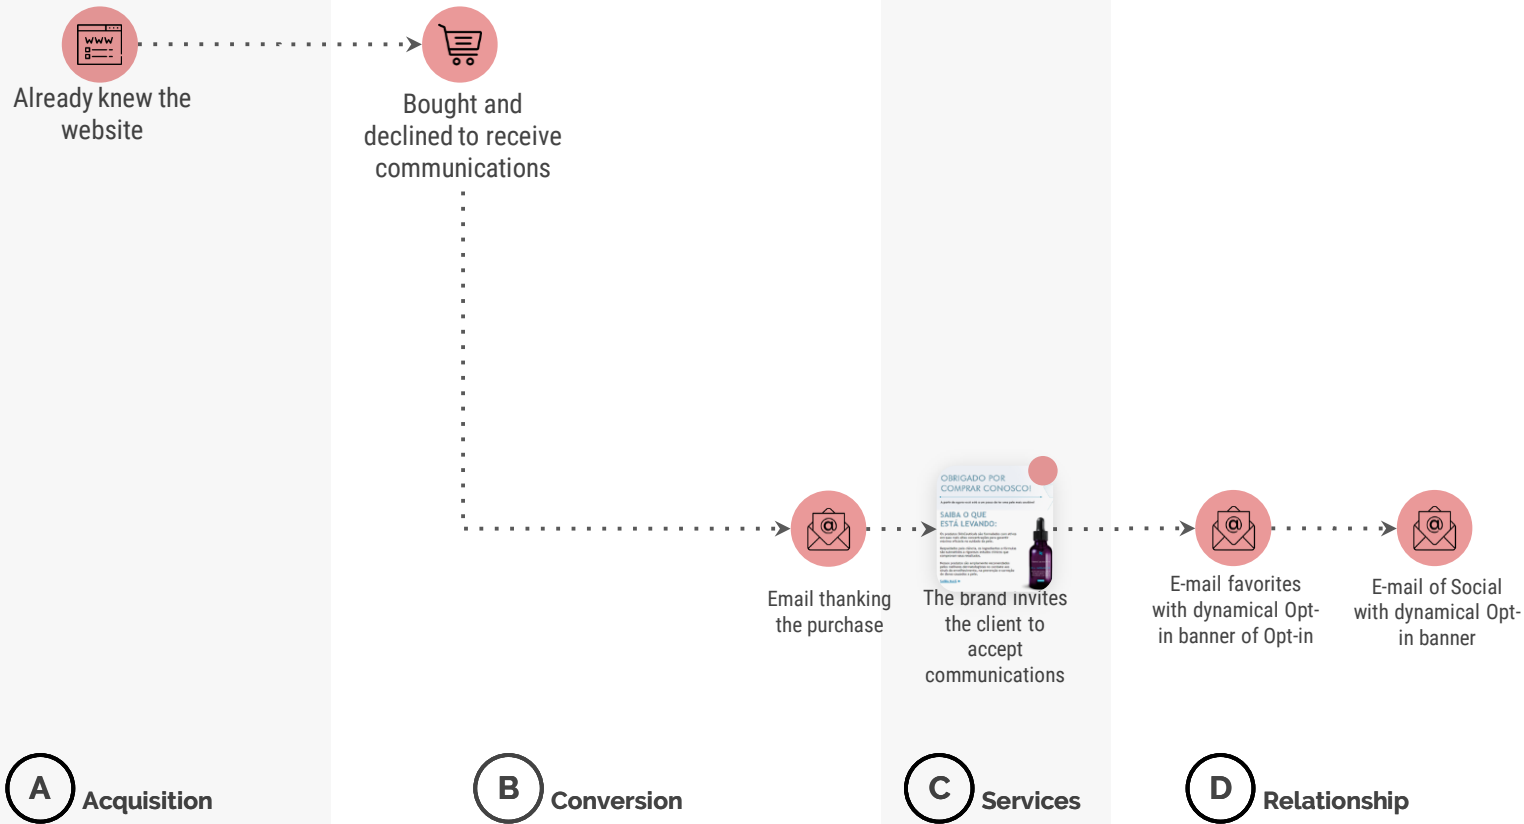 www
Already knew the
website
Bought and
declined to receive
communications
@
Email thanking
the purchase
OBRIGADO POR
COMPRAR CONOSCO!
SAIBA O QUE
ESTÁ LEVANDO:
The brand invites
the client to
accept
communications
@
E-mail favorites
with dynamical Opt-
in banner of Opt-in
@
E-mail of Social
with dynamical Opt-
in banner
A Acquisition
B Conversion
C Services
D Relationship